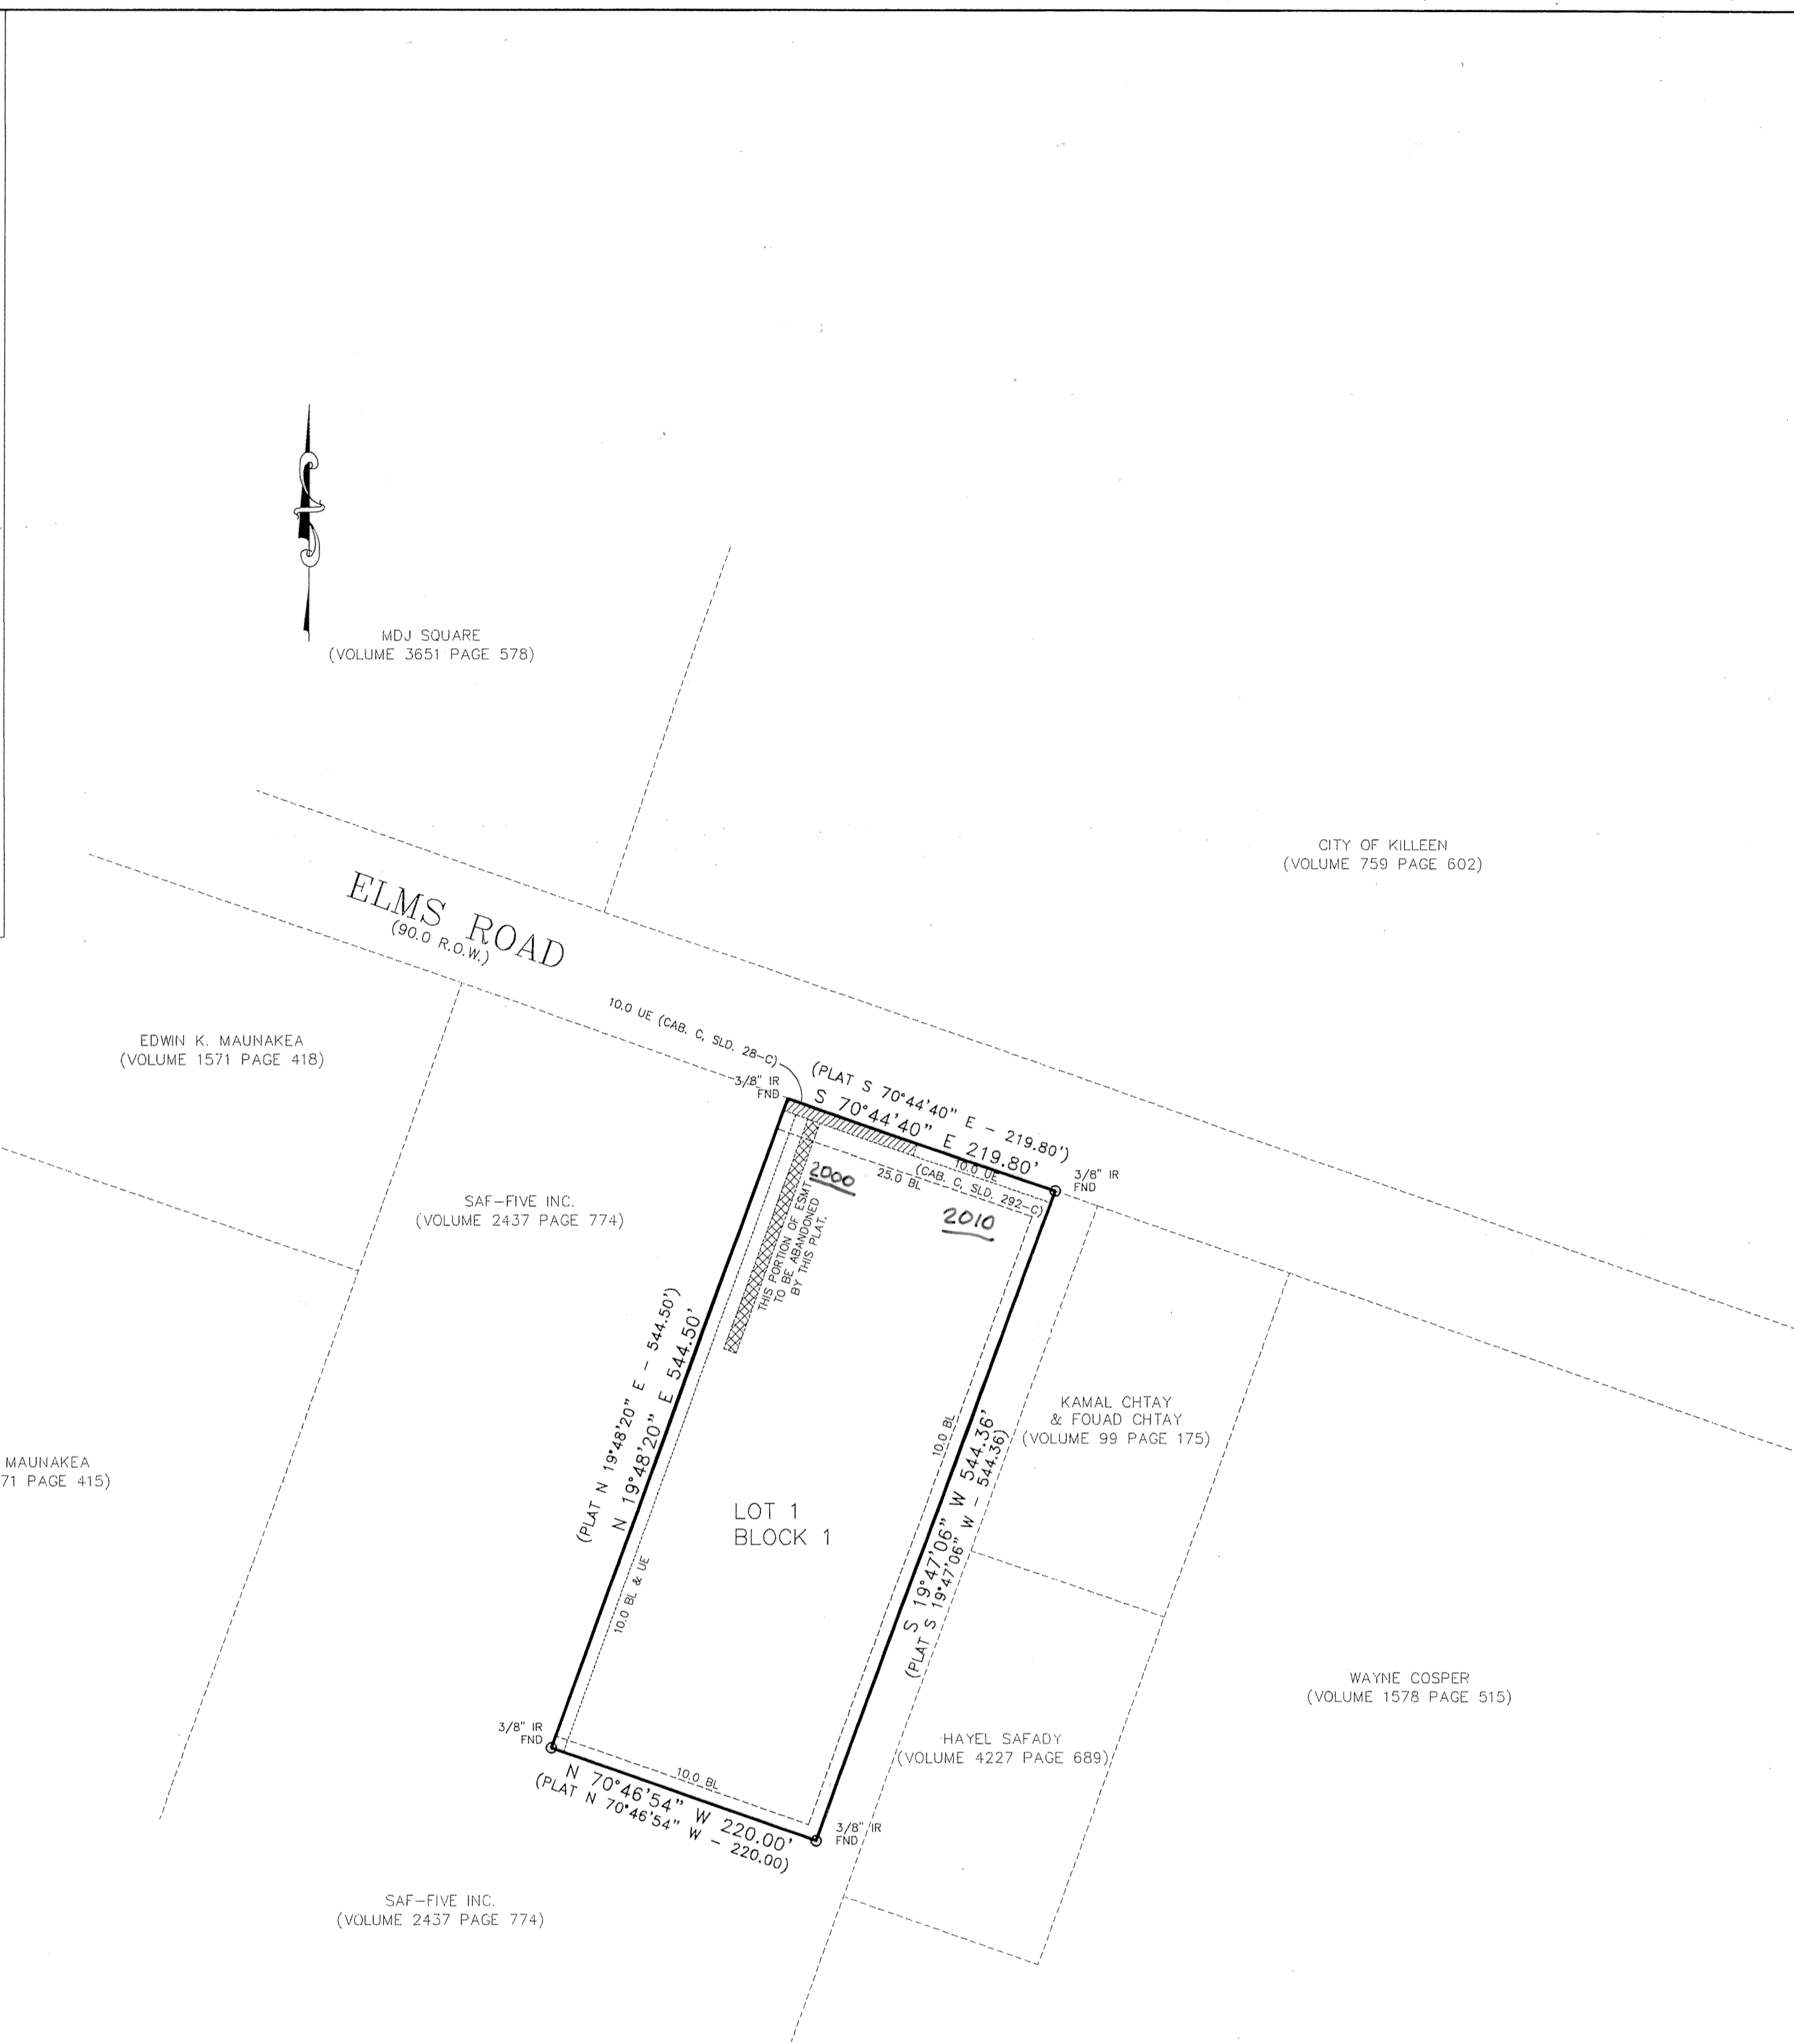 MDJ SQUARE
(VOLUME 3651 PAGE 578)
CITY OF KILLEEN
(VOLUME 759 PAGE 602)
ELMS ROAD
(90.0 R.O.W.)
10.0 UE (CAB. C, SLD. 28-C)
EDWIN K. MAUNAKEA
(VOLUME 1571 PAGE 418)
3/8" IR
FND
(PLAT S 70°44'40" E - 219.80')
S 70°44'40" E 219.80'
3/8" IR
FND
10.0 UE
(CAB. C, SLD. 292-C)
25.0 BL
2000
2010
THIS PORTION OF ESMT
TO BE ABANDONED
BY THIS PLAT.
SAF-FIVE INC.
(VOLUME 2437 PAGE 774)
(PLAT N 19°48'20" E - 544.50')
N 19°48'20" E 544.50'
KAMAL CHTAY
& FOUAD CHTAY
(VOLUME 99 PAGE 175)
10.0 BL
S 19°47'06" W 544.36'
(PLAT S 19°47'06" W - 544.36)
MAUNAKEA
71 PAGE 415)
LOT 1
BLOCK 1
10.0 BL & UE
WAYNE COSPER
(VOLUME 1578 PAGE 515)
HAYEL SAFADY
(VOLUME 4227 PAGE 689)
3/8" IR
FND
10.0 BL
N 70°46'54" W 220.00'
(PLAT N 70°46'54" W - 220.00)
3/8" IR
FND
SAF-FIVE INC.
(VOLUME 2437 PAGE 774)